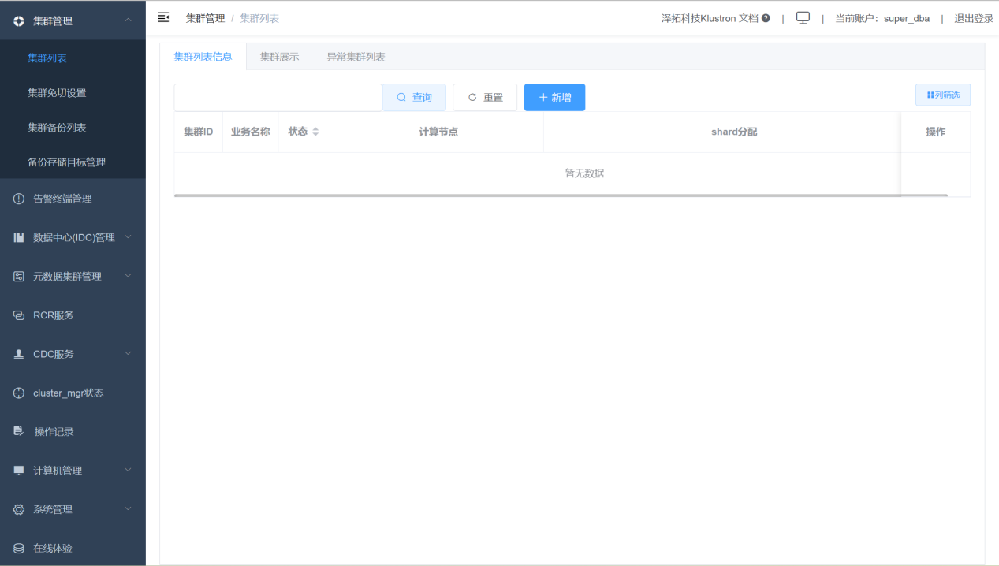 集群管理
集群列表
集群免切设置
集群备份列表
备份存储目标管理
告警终端管理
数据中心(IDC)管理
元数据集群管理
RCR服务
CDC服务
cluster_mgr状态
操作记录
计算机管理
系统管理
在线体验
集群管理 / 集群列表
泽拓科技Klustron 文档 ? | | 当前账户：super_dba | 退出登录
集群列表信息 集群展示 异常集群列表
查询 重置 + 新增 列筛选
集群ID 业务名称 状态 计算节点 shard分配 操作
暂无数据